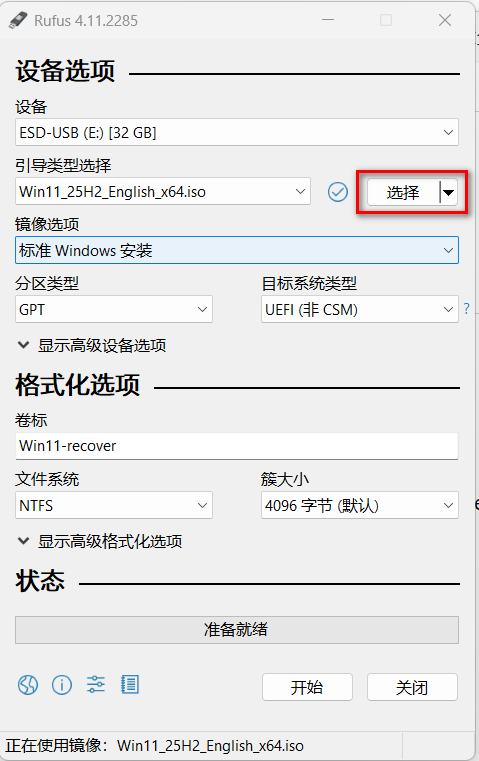 Rufus 4.11.2285
设备选项
设备
ESD-USB (E:) [32 GB]
引导类型选择
Win11_25H2_English_x64.iso
选择
镜像选项
标准 Windows 安装
分区类型
目标系统类型
GPT
UEFI (非 CSM)
?
显示高级设备选项
格式化选项
卷标
Win11-recover
文件系统
簇大小
NTFS
4096 字节 (默认)
显示高级格式化选项
状态
准备就绪
开始
关闭
正在使用镜像：Win11_25H2_English_x64.iso